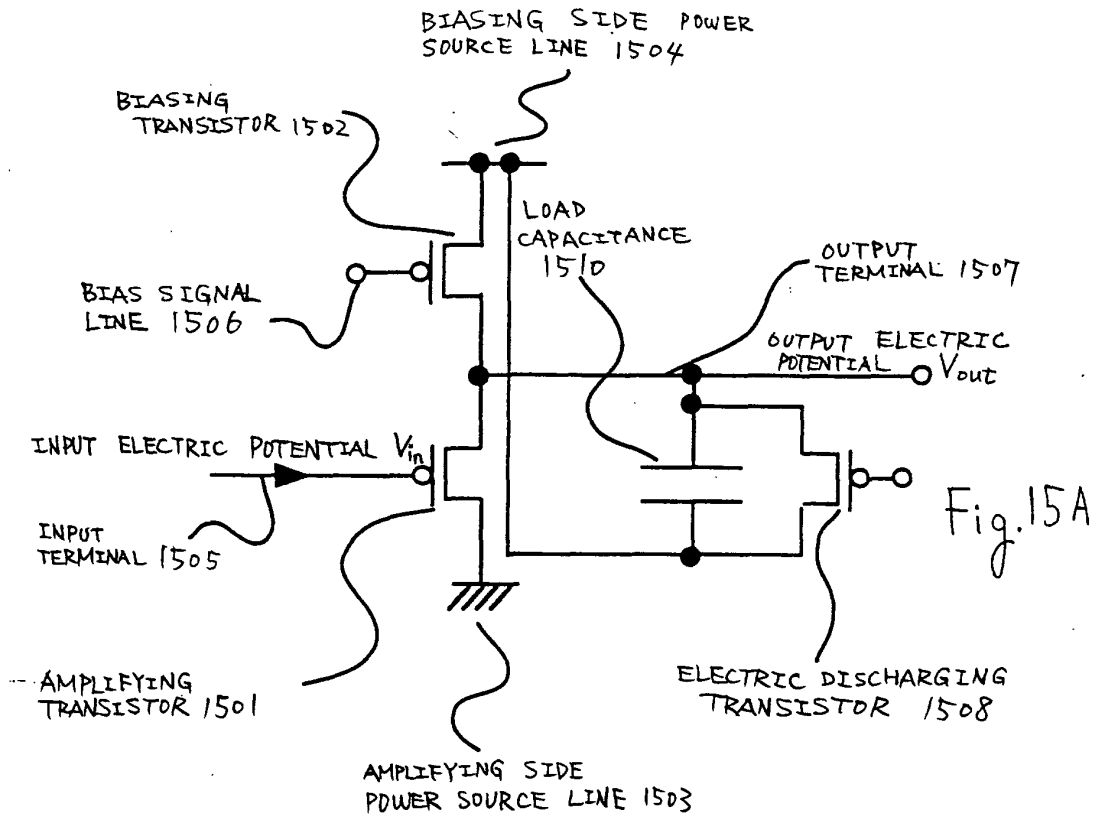 BIASING SIDE POWER
SOURCE LINE 1504
BIASING
TRANSISTOR 1502
LOAD
CAPACITANCE
1510
OUTPUT
TERMINAL 1507
BIAS SIGNAL
LINE 1506
OUTPUT ELECTRIC
POTENTIAL Vout
INPUT ELECTRIC POTENTIAL Vin
Fig.15A
INPUT
TERMINAL 1505
AMPLIFYING
TRANSISTOR 1501
ELECTRIC DISCHARGING
TRANSISTOR 1508
AMPLIFYING SIDE
POWER SOURCE LINE 1503